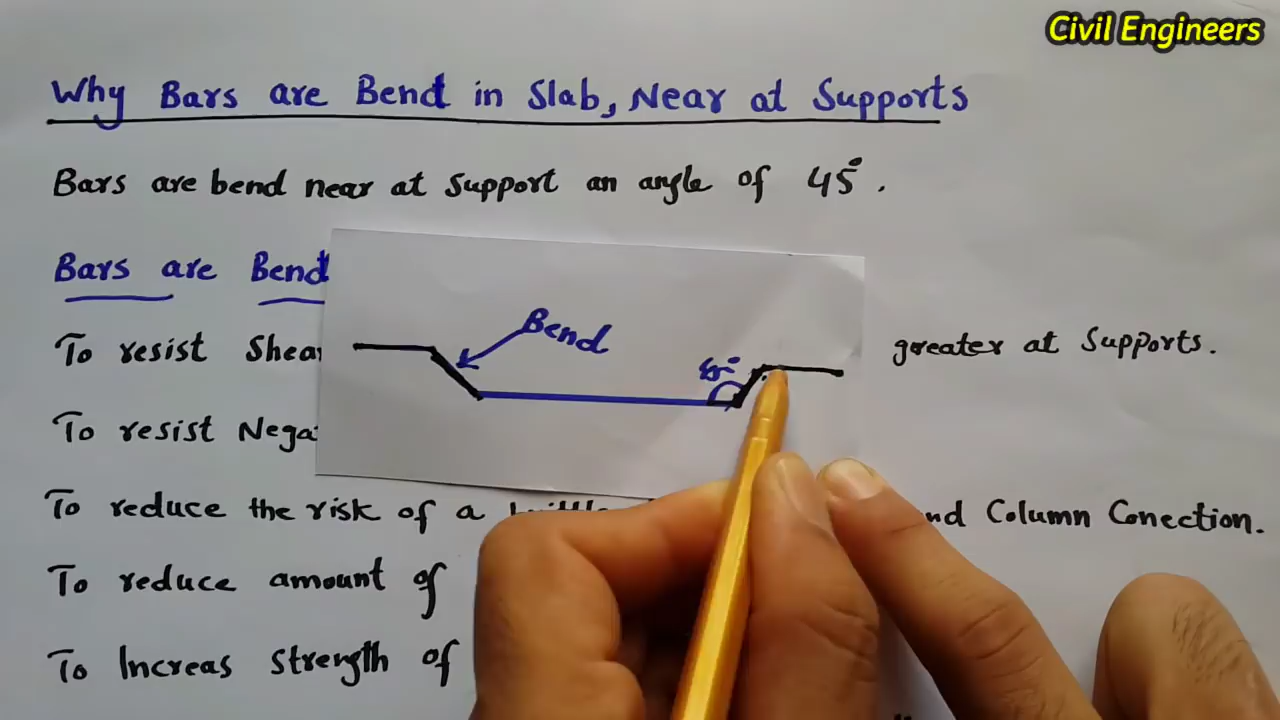 Civil Engineers
Why Bars are Bend in Slab, Near at Supports
Bars are bend near at Support an angle of 45°.
Bars are Bend
Bend
45°
To resist Shear greater at Supports.
To resist Nega
To reduce the risk of a and Column Conection.
To reduce amount of
To Increas Strength of